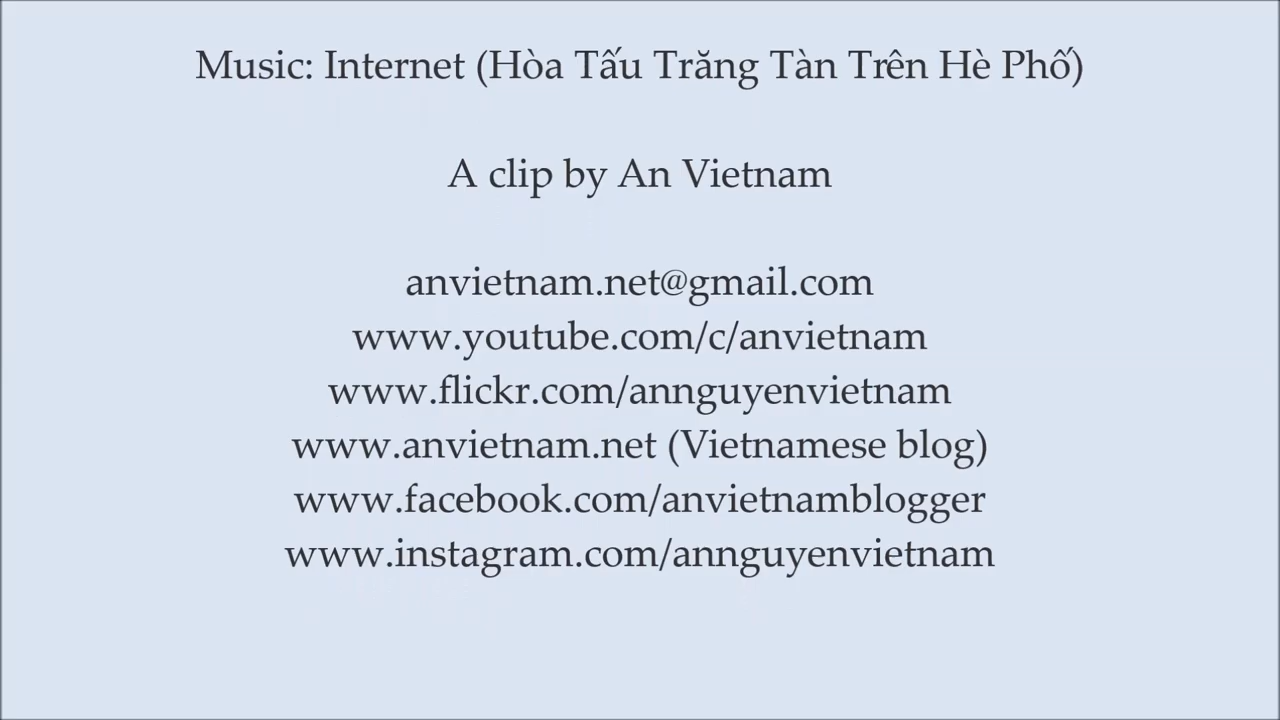 Music: Internet (Hòa Tấu Trăng Tàn Trên Hè Phố)
A clip by An Vietnam
anvietnam.net@gmail.com
www.youtube.com/c/anvietnam
www.flickr.com/annguyenvietnam
www.anvietnam.net (Vietnamese blog)
www.facebook.com/anvietnamblogger
www.instagram.com/annguyenvietnam